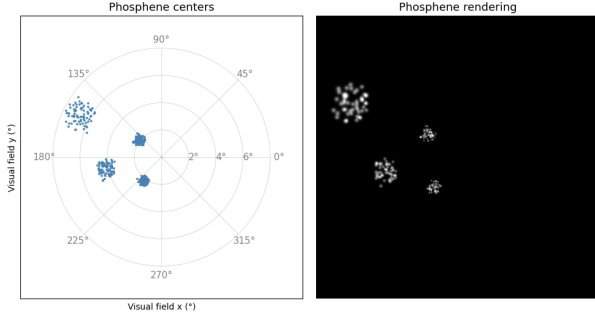 Phosphene centers
Phosphene rendering
90°
135°
45°
180°
2°
4°
6°
0°
225°
315°
270°
Visual field y (°)
Visual field x (°)